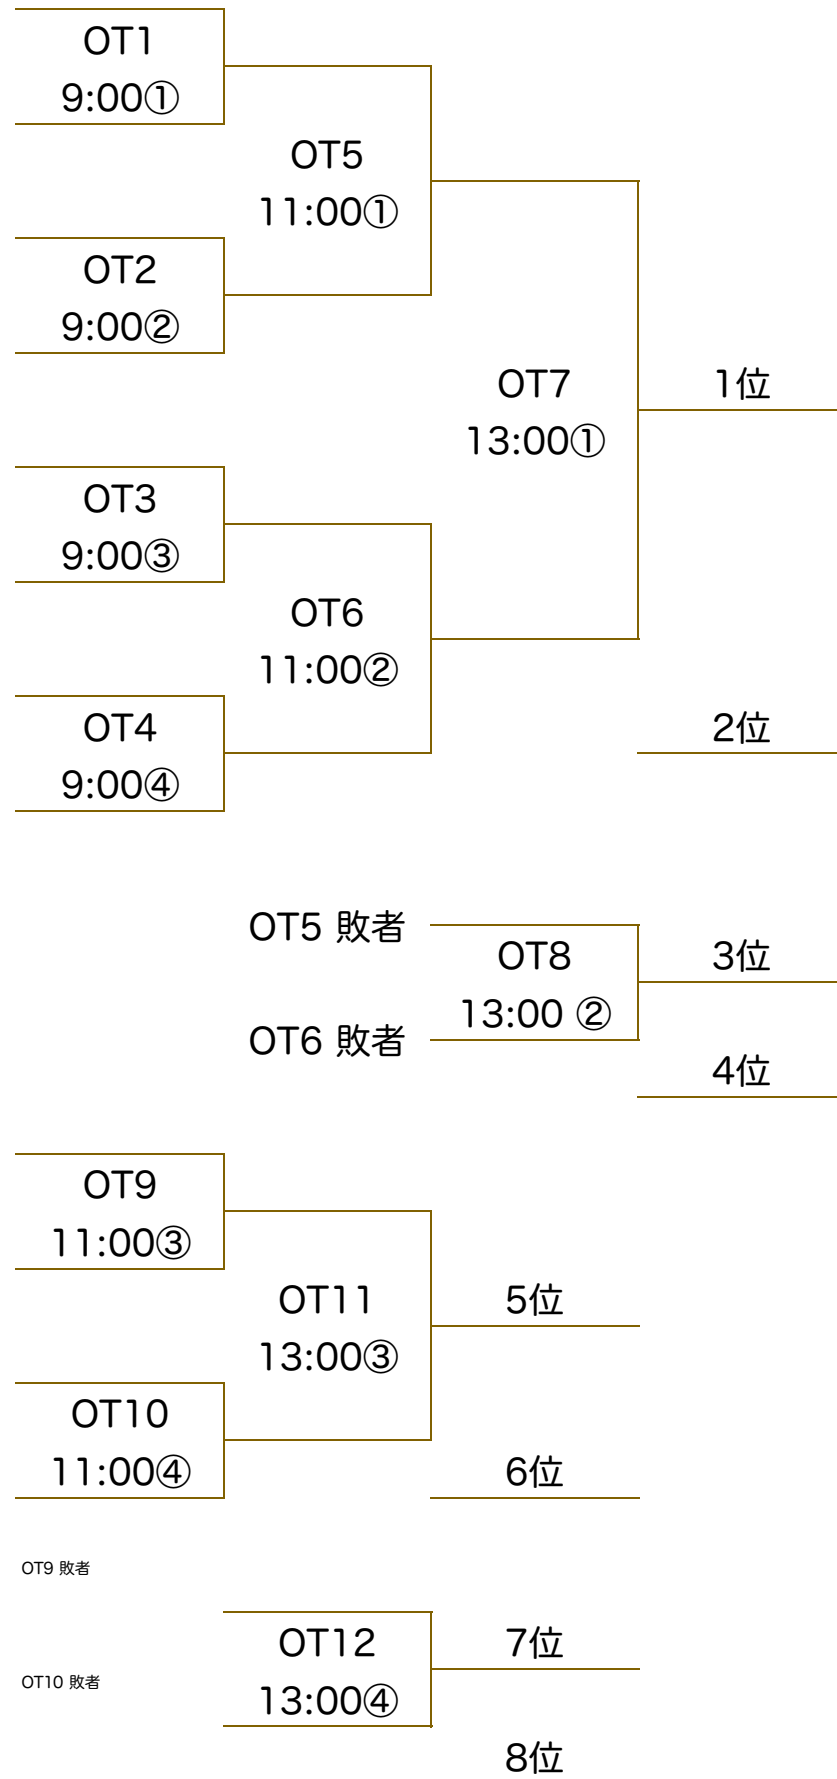 OT1
9:00①
OT5
11:00①
OT2
9:00②
OT7
13:00①
1位
OT3
9:00③
OT6
11:00②
OT4
9:00④
2位
OT5 敗者
OT8
13:00 ②
3位
OT6 敗者
4位
OT9
11:00③
OT11
13:00③
5位
OT10
11:00④
6位
OT9 敗者
OT12
13:00④
7位
OT10 敗者
8位